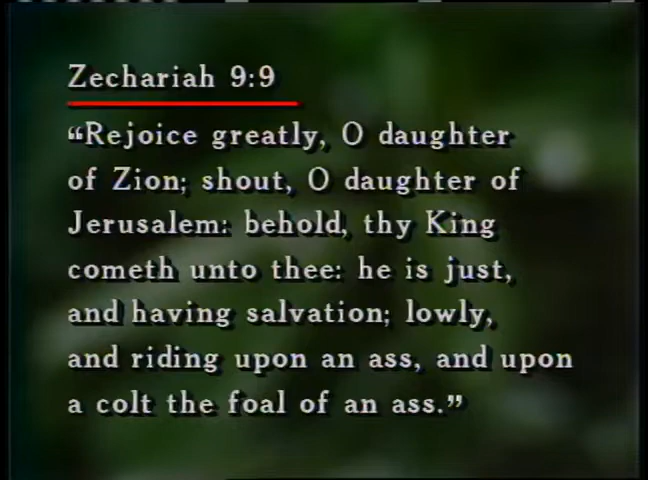 Zechariah 9:9
“Rejoice greatly, O daughter
of Zion; shout, O daughter of
Jerusalem: behold, thy King
cometh unto thee: he is just,
and having salvation; lowly,
and riding upon an ass, and upon
a colt the foal of an ass.”